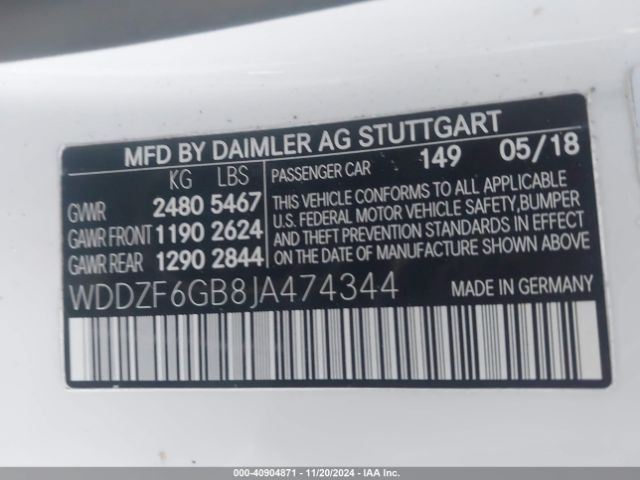 MFD BY DAIMLER AG STUTTGART
KG LBS
GVWR 2480 5467
GAWR FRONT 1190 2624
GAWR REAR 1290 2844
PASSENGER CAR 149 05/18
THIS VEHICLE CONFORMS TO ALL APPLICABLE
U.S. FEDERAL MOTOR VEHICLE SAFETY,BUMPER
AND THEFT PREVENTION STANDARDS IN EFFECT
ON DATE OF MANUFACTURE SHOWN ABOVE
WDDZF6GB8JA474344 MADE IN GERMANY
000-40904871 - 11/20/2024 - IAA Inc.